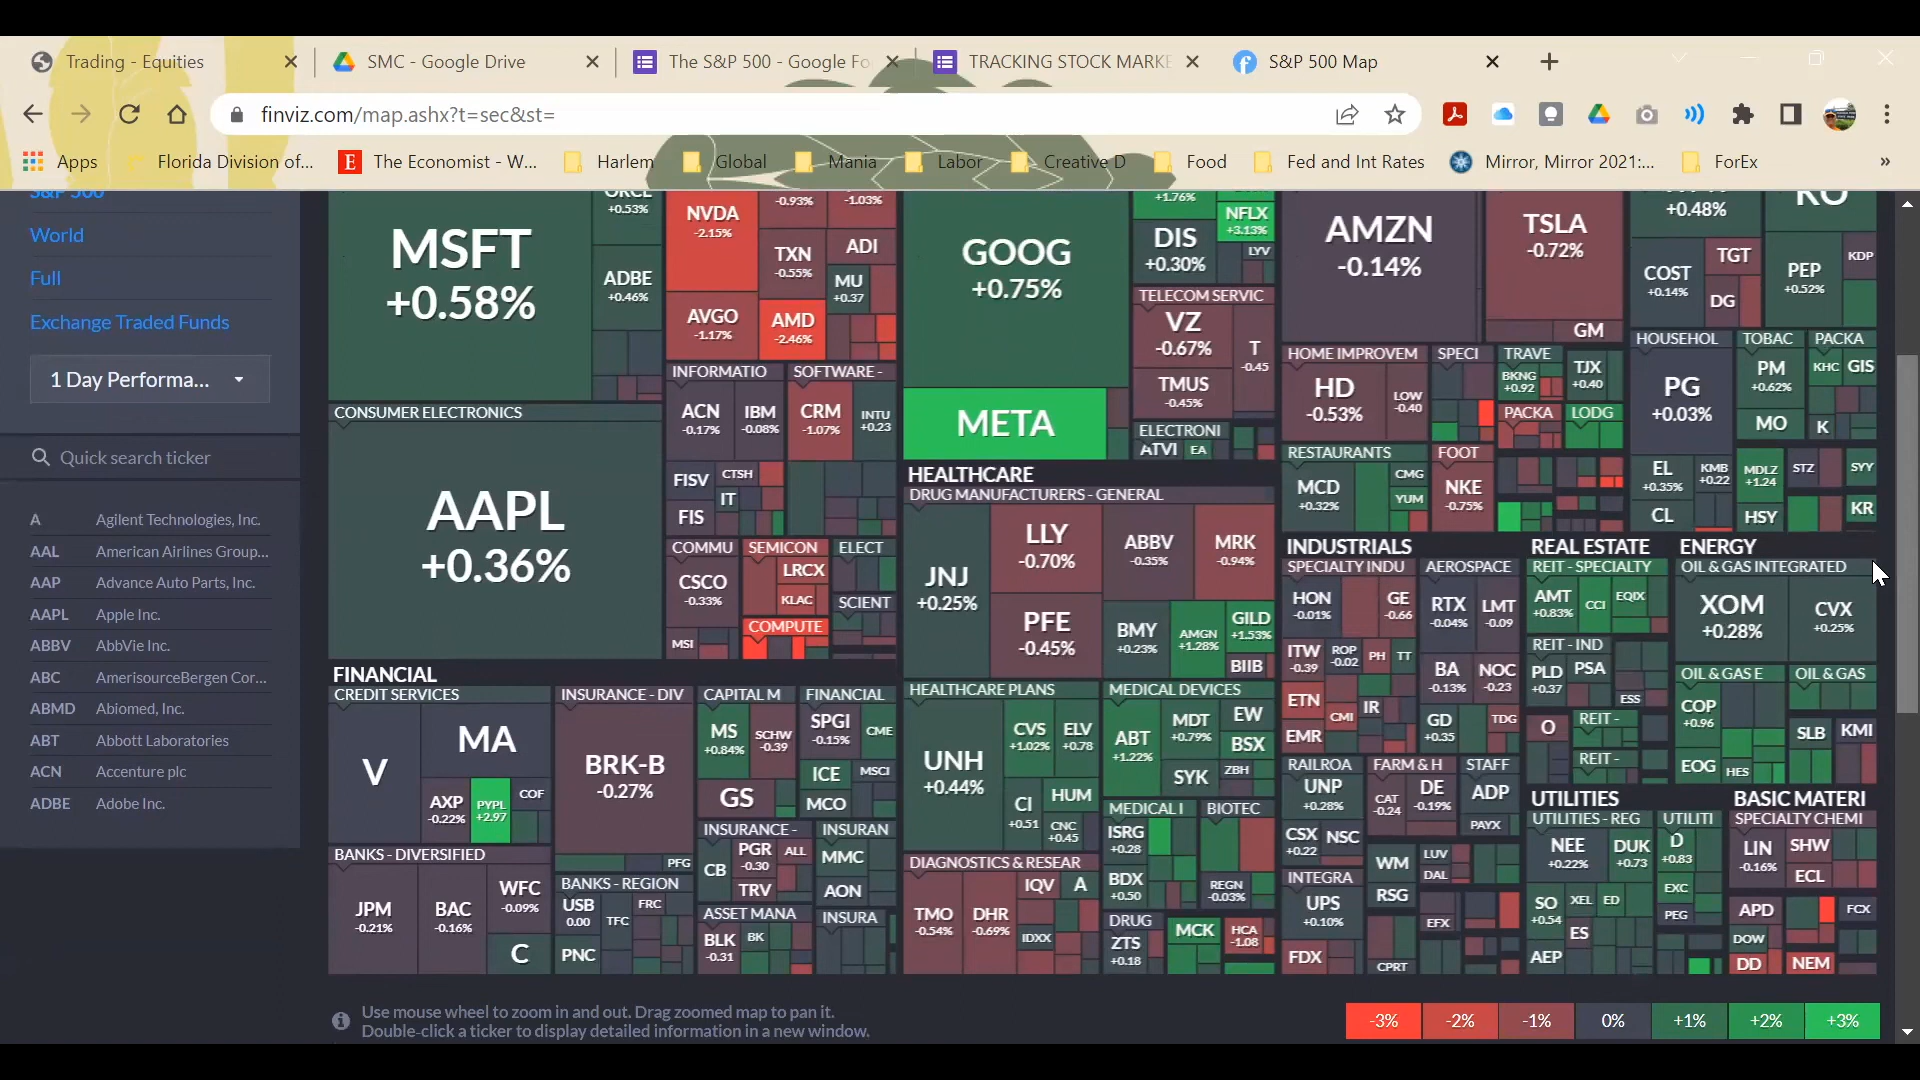 Trading - Equities
SMC - Google Drive
The S&P 500 - Google Fo
TRACKING STOCK MARKE
S&P 500 Map
finviz.com/map.ashx?t=sec&st=
Apps
Florida Division of...
The Economist - W...
Harlem
Global
Mania
Labor
Creative D
Food
Fed and Int Rates
Mirror, Mirror 2021:...
ForEx
S&P 500
World
Full
Exchange Traded Funds
1 Day Performa...
Quick search ticker
A Agilent Technologies, Inc.
AAL American Airlines Group...
AAP Advance Auto Parts, Inc.
AAPL Apple Inc.
ABBV AbbVie Inc.
ABC AmerisourceBergen Cor...
ABMD Abiomed, Inc.
ABT Abbott Laboratories
ACN Accenture plc
ADBE Adobe Inc.
MSFT
+0.58%
ORCL
+0.53%
ADBE
+0.46%
CONSUMER ELECTRONICS
AAPL
+0.36%
NVDA
-2.15%
-0.93%
-1.03%
TXN
-0.55%
ADI
MU
+0.37
AVGO
-1.17%
AMD
-2.46%
INFORMATIO
ACN
-0.17%
IBM
-0.08%
FISV
CTSH
IT
FIS
SOFTWARE -
CRM
-1.07%
INTU
+0.23
COMMU
CSCO
-0.33%
MSI
SEMICON
LRCX
KLAC
COMPUTE
ELECT
SCIENT
GOOG
+0.75%
META
+1.76%
NFLX
+3.13%
DIS
+0.30%
LYV
TELECOM SERVIC
VZ
-0.67%
T
-0.45
TMUS
-0.45%
ELECTRONI
ATVI
EA
AMZN
-0.14%
TSLA
-0.72%
GM
HOME IMPROVEM
HD
-0.53%
LOW
-0.40
SPECI
TRAVE
BKNG
+0.92
TJX
+0.40
PACKA
LODG
RESTAURANTS
MCD
+0.32%
CMG
YUM
FOOT
NKE
-0.75%
+0.48%
KO
COST
+0.14%
TGT
DG
PEP
+0.52%
KDP
HOUSEHOL
PG
+0.03%
EL
+0.35%
KMB
+0.22
CL
TOBAC
PM
+0.62%
MO
PACKA
KHC
GIS
K
MDLZ
+1.24
STZ
SYY
HSY
KR
HEALTHCARE
DRUG MANUFACTURERS - GENERAL
JNJ
+0.25%
LLY
-0.70%
ABBV
-0.35%
MRK
-0.94%
PFE
-0.45%
BMY
+0.23%
AMGN
+1.28%
GILD
+1.53%
BIIB
HEALTHCARE PLANS
UNH
+0.44%
CVS
+1.02%
ELV
+0.78
CI
+0.51
HUM
CNC
+0.45
MEDICAL DEVICES
ABT
+1.22%
MDT
+0.79%
EW
BSX
SYK
ZBH
MEDICAL I
ISRG
+0.28
BDX
+0.50
BIOTEC
REGN
-0.03%
DIAGNOSTICS & RESEAR
TMO
-0.54%
DHR
-0.69%
IQV
A
IDXX
DRUG
ZTS
+0.18
MCK
HCA
-1.08
FINANCIAL
CREDIT SERVICES
V
MA
AXP
-0.22%
PYPL
+2.97
COF
BANKS - DIVERSIFIED
JPM
-0.21%
BAC
-0.16%
WFC
-0.09%
C
INSURANCE - DIV
BRK-B
-0.27%
PFG
BANKS - REGION
USB
0.00
TFC
FRC
PNC
CAPITAL M
MS
+0.84%
SCHW
-0.39
GS
FINANCIAL
SPGI
-0.15%
CME
ICE
MSCI
MCO
INSURANCE -
CB
PGR
-0.30
ALL
TRV
INSURAN
MMC
AON
ASSET MANA
BLK
-0.31
BK
INSURA
INDUSTRIALS
SPECIALTY INDU
HON
-0.01%
GE
-0.66
ITW
-0.39
ROP
-0.02
PH
TT
ETN
CMI
IR
EMR
AEROSPACE
RTX
-0.04%
LMT
-0.09
BA
-0.13%
NOC
-0.23
GD
+0.35
TDG
RAILROA
UNP
+0.28%
CSX
+0.22
NSC
FARM & H
CAT
-0.24
DE
-0.19%
STAFF
ADP
PAYX
WM
RSG
LUV
DAL
INTEGRA
UPS
+0.10%
FDX
EFX
CPRT
REAL ESTATE
REIT - SPECIALTY
AMT
+0.83%
CCI
EQIX
REIT - IND
PLD
+0.37
PSA
ESS
O
REIT -
REIT -
ENERGY
OIL & GAS INTEGRATED
XOM
+0.28%
CVX
+0.25%
OIL & GAS E
COP
+0.96
EOG
HES
OIL & GAS
SLB
KMI
UTILITIES
UTILITIES - REG
NEE
+0.22%
DUK
+0.73
SO
+0.54
XEL
ED
ES
AEP
UTILITI
D
+0.83
EXC
PEG
BASIC MATERI
SPECIALTY CHEMI
LIN
-0.16%
SHW
ECL
APD
FCX
DOW
DD
NEM
Use mouse wheel to zoom in and out. Drag zoomed map to pan it.
Double-click a ticker to display detailed information in a new window.
-3%
-2%
-1%
0%
+1%
+2%
+3%